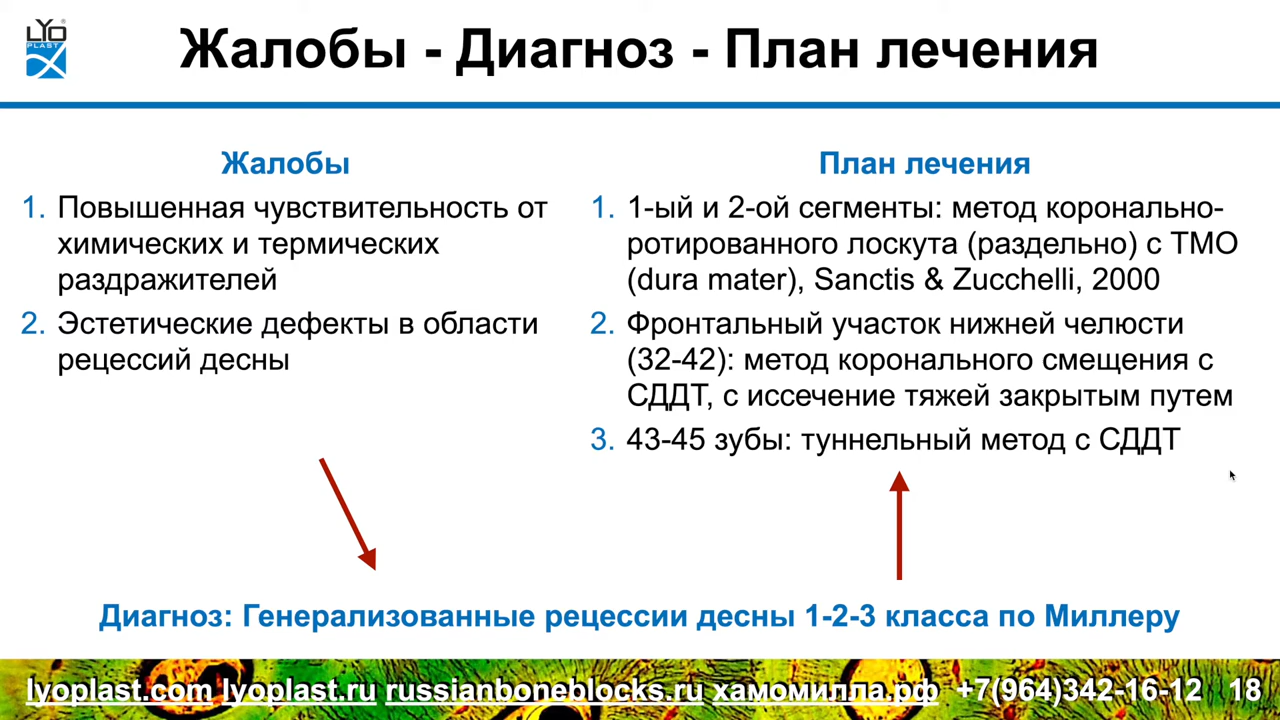 LYO
PLAST
Жалобы - Диагноз - План лечения
Жалобы
1. Повышенная чувствительность от
химических и термических
раздражителей
2. Эстетические дефекты в области
рецессий десны
План лечения
1. 1-ый и 2-ой сегменты: метод коронально-
ротированного лоскута (раздельно) с ТМО
(dura mater), Sanctis & Zucchelli, 2000
2. Фронтальный участок нижней челюсти
(32-42): метод коронального смещения с
СДДТ, с иссечение тяжей закрытым путем
3. 43-45 зубы: туннельный метод с СДДТ
Диагноз: Генерализованные рецессии десны 1-2-3 класса по Миллеру
lyoplast.com lyoplast.ru russianboneblocks.ru хамомилла.рф +7(964)342-16-12 18